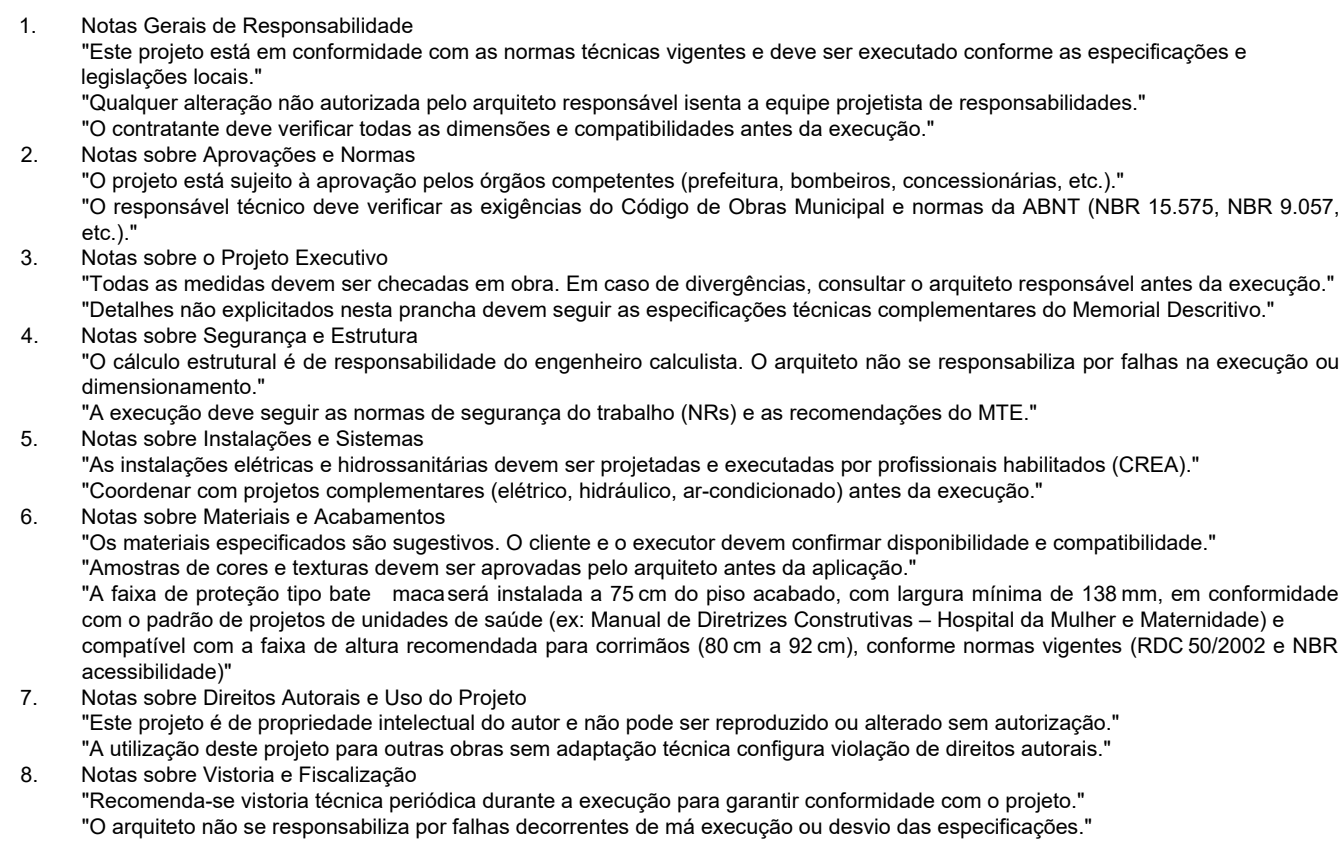 1. Notas Gerais de Responsabilidade
"Este projeto está em conformidade com as normas técnicas vigentes e deve ser executado conforme as especificações e
legislações locais."
"Qualquer alteração não autorizada pelo arquiteto responsável isenta a equipe projetista de responsabilidades."
"O contratante deve verificar todas as dimensões e compatibilidades antes da execução."
2. Notas sobre Aprovações e Normas
"O projeto está sujeito à aprovação pelos órgãos competentes (prefeitura, bombeiros, concessionárias, etc.)."
"O responsável técnico deve verificar as exigências do Código de Obras Municipal e normas da ABNT (NBR 15.575, NBR 9.057,
etc.)."
3. Notas sobre o Projeto Executivo
"Todas as medidas devem ser checadas em obra. Em caso de divergências, consultar o arquiteto responsável antes da execução."
"Detalhes não explicitados nesta prancha devem seguir as especificações técnicas complementares do Memorial Descritivo."
4. Notas sobre Segurança e Estrutura
"O cálculo estrutural é de responsabilidade do engenheiro calculista. O arquiteto não se responsabiliza por falhas na execução ou
dimensionamento."
"A execução deve seguir as normas de segurança do trabalho (NRs) e as recomendações do MTE."
5. Notas sobre Instalações e Sistemas
"As instalações elétricas e hidrossanitárias devem ser projetadas e executadas por profissionais habilitados (CREA)."
"Coordenar com projetos complementares (elétrico, hidráulico, ar-condicionado) antes da execução."
6. Notas sobre Materiais e Acabamentos
"Os materiais especificados são sugestivos. O cliente e o executor devem confirmar disponibilidade e compatibilidade."
"Amostras de cores e texturas devem ser aprovadas pelo arquiteto antes da aplicação."
"A faixa de proteção tipo bate maca será instalada a 75 cm do piso acabado, com largura mínima de 138 mm, em conformidade
com o padrão de projetos de unidades de saúde (ex: Manual de Diretrizes Construtivas – Hospital da Mulher e Maternidade) e
compatível com a faixa de altura recomendada para corrimãos (80 cm a 92 cm), conforme normas vigentes (RDC 50/2002 e NBR
acessibilidade)"
7. Notas sobre Direitos Autorais e Uso do Projeto
"Este projeto é de propriedade intelectual do autor e não pode ser reproduzido ou alterado sem autorização."
"A utilização deste projeto para outras obras sem adaptação técnica configura violação de direitos autorais."
8. Notas sobre Vistoria e Fiscalização
"Recomenda-se vistoria técnica periódica durante a execução para garantir conformidade com o projeto."
"O arquiteto não se responsabiliza por falhas decorrentes de má execução ou desvio das especificações."